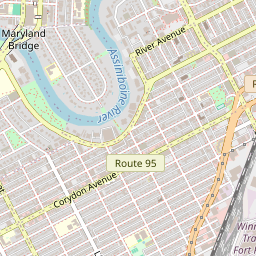 Maryland
Bridge
River Avenue
Assiniboine River
Route 95
Corydon Avenue
Winn
Tra
Fort R